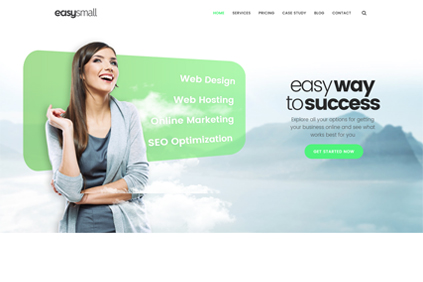 easysmall
HOME SERVICES PRICING CASE STUDY BLOG CONTACT
Web Design
Web Hosting
Online Marketing
SEO Optimization
easy way
to success
Explore all your options for getting
your business online and see what
works best for you
GET STARTED NOW